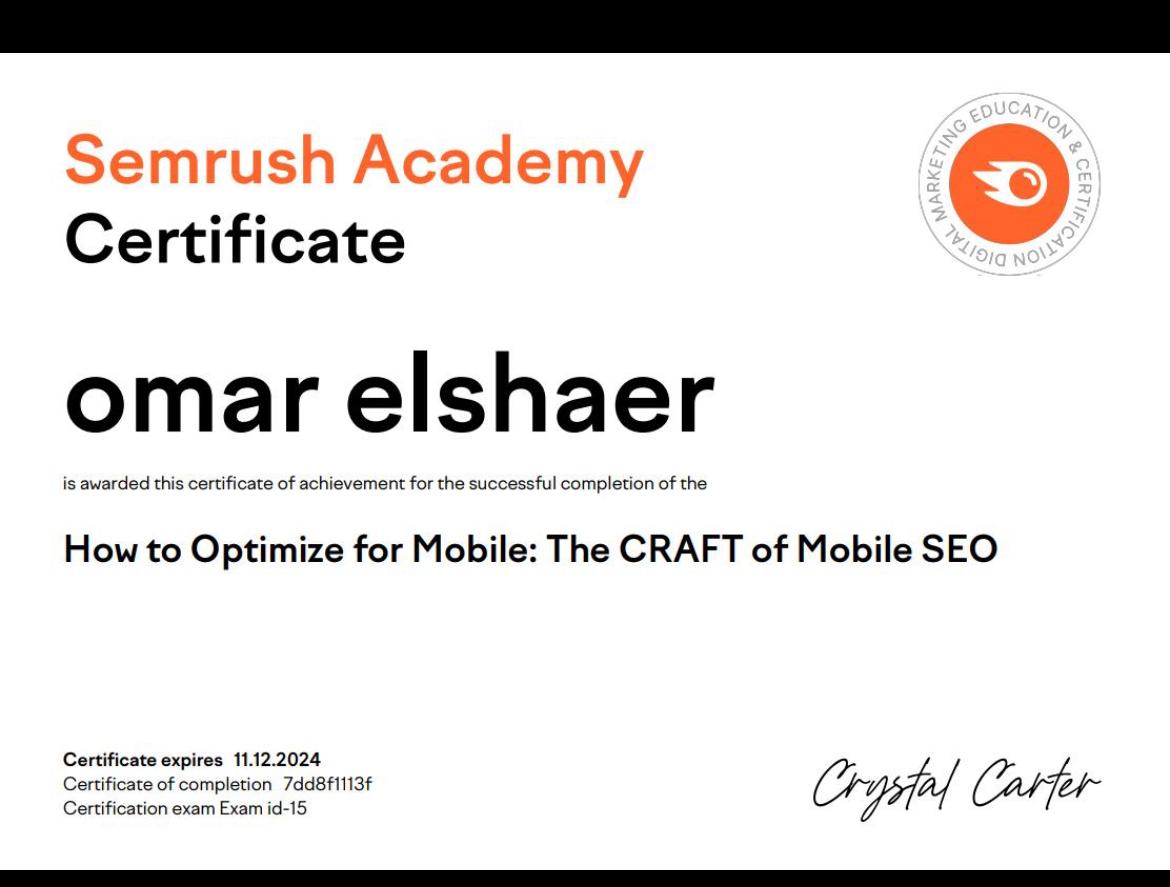 Semrush Academy
Certificate
DIGITAL MARKETING EDUCATION & CERTIFICATION
omar elshaer
is awarded this certificate of achievement for the successful completion of the
How to Optimize for Mobile: The CRAFT of Mobile SEO
Certificate expires 11.12.2024
Certificate of completion 7dd8f1113f
Certification exam Exam id-15
Crystal Carter